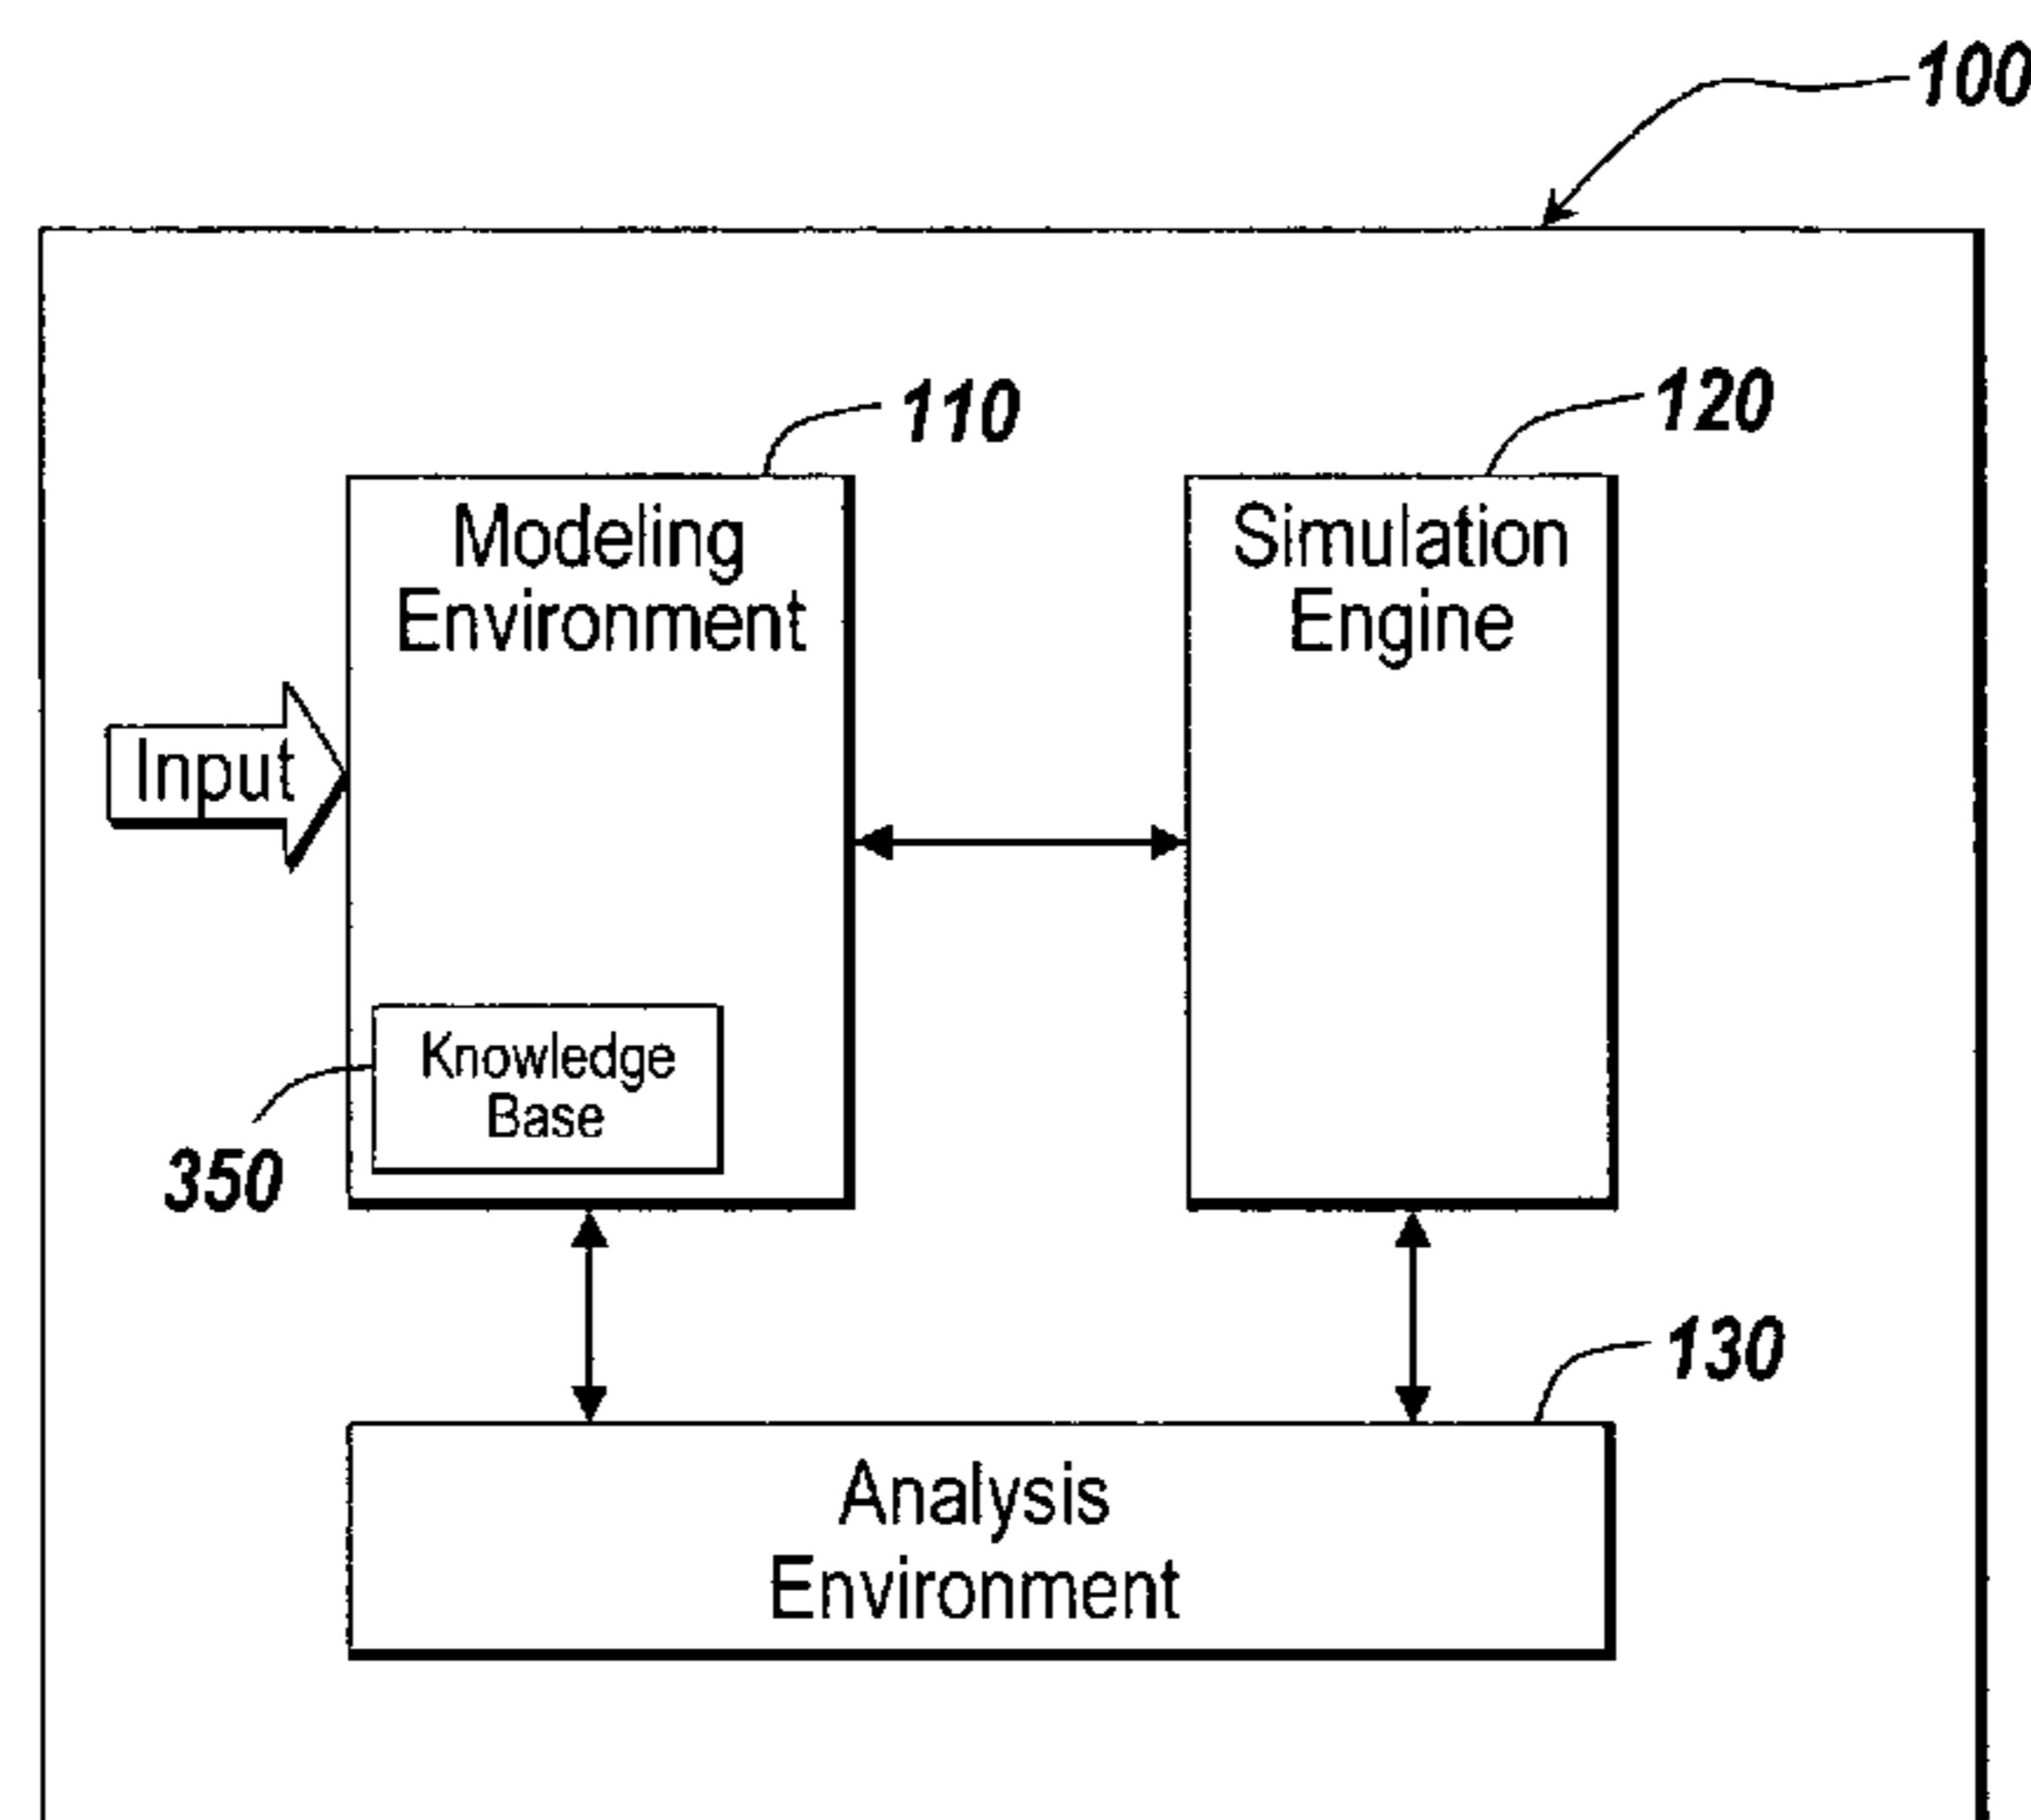 100
110
120
Modeling
Environment
Simulation
Engine
Input
Knowledge
Base
350
130
Analysis
Environment